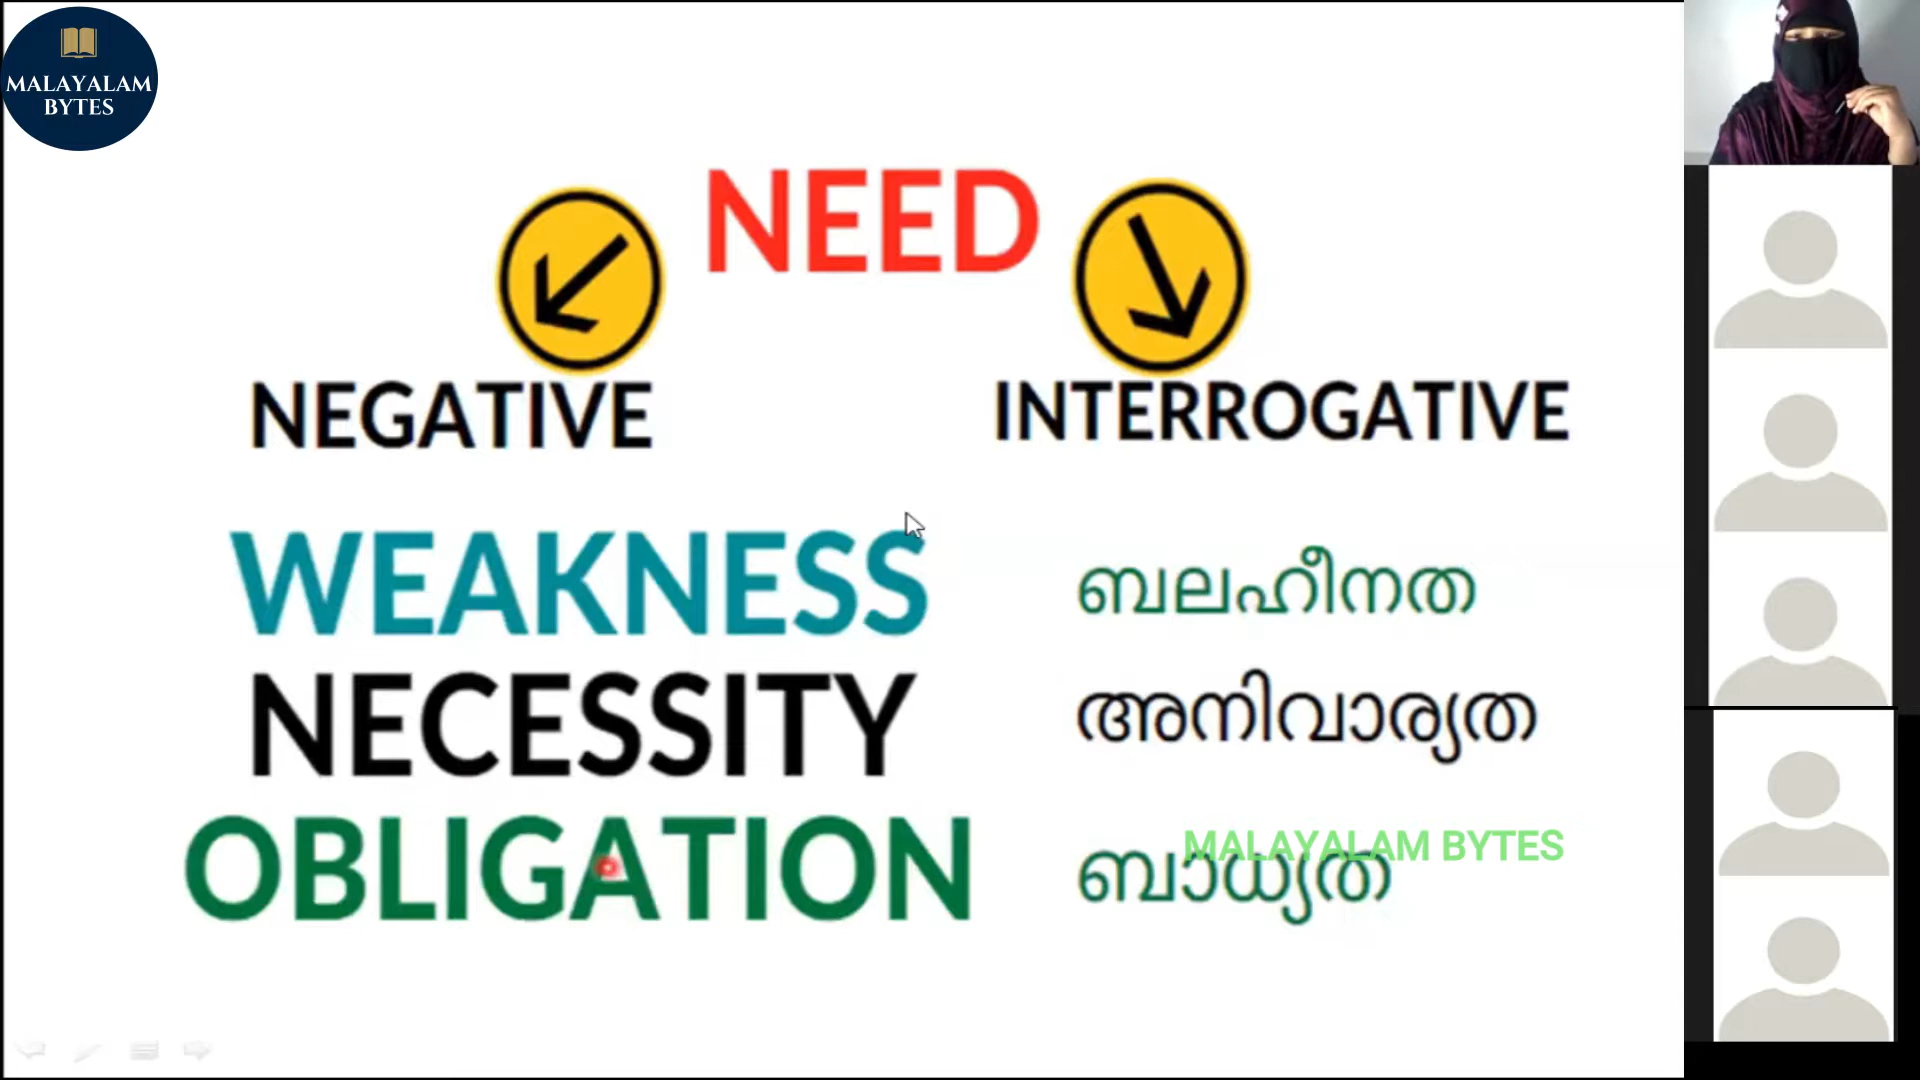 MALAYALAM
BYTES
NEED
NEGATIVE
INTERROGATIVE
WEAKNESS
ബലഹീനത
NECESSITY
അനിവാര്യത
OBLIGATION
ബാധ്യത
MALAYALAM BYTES